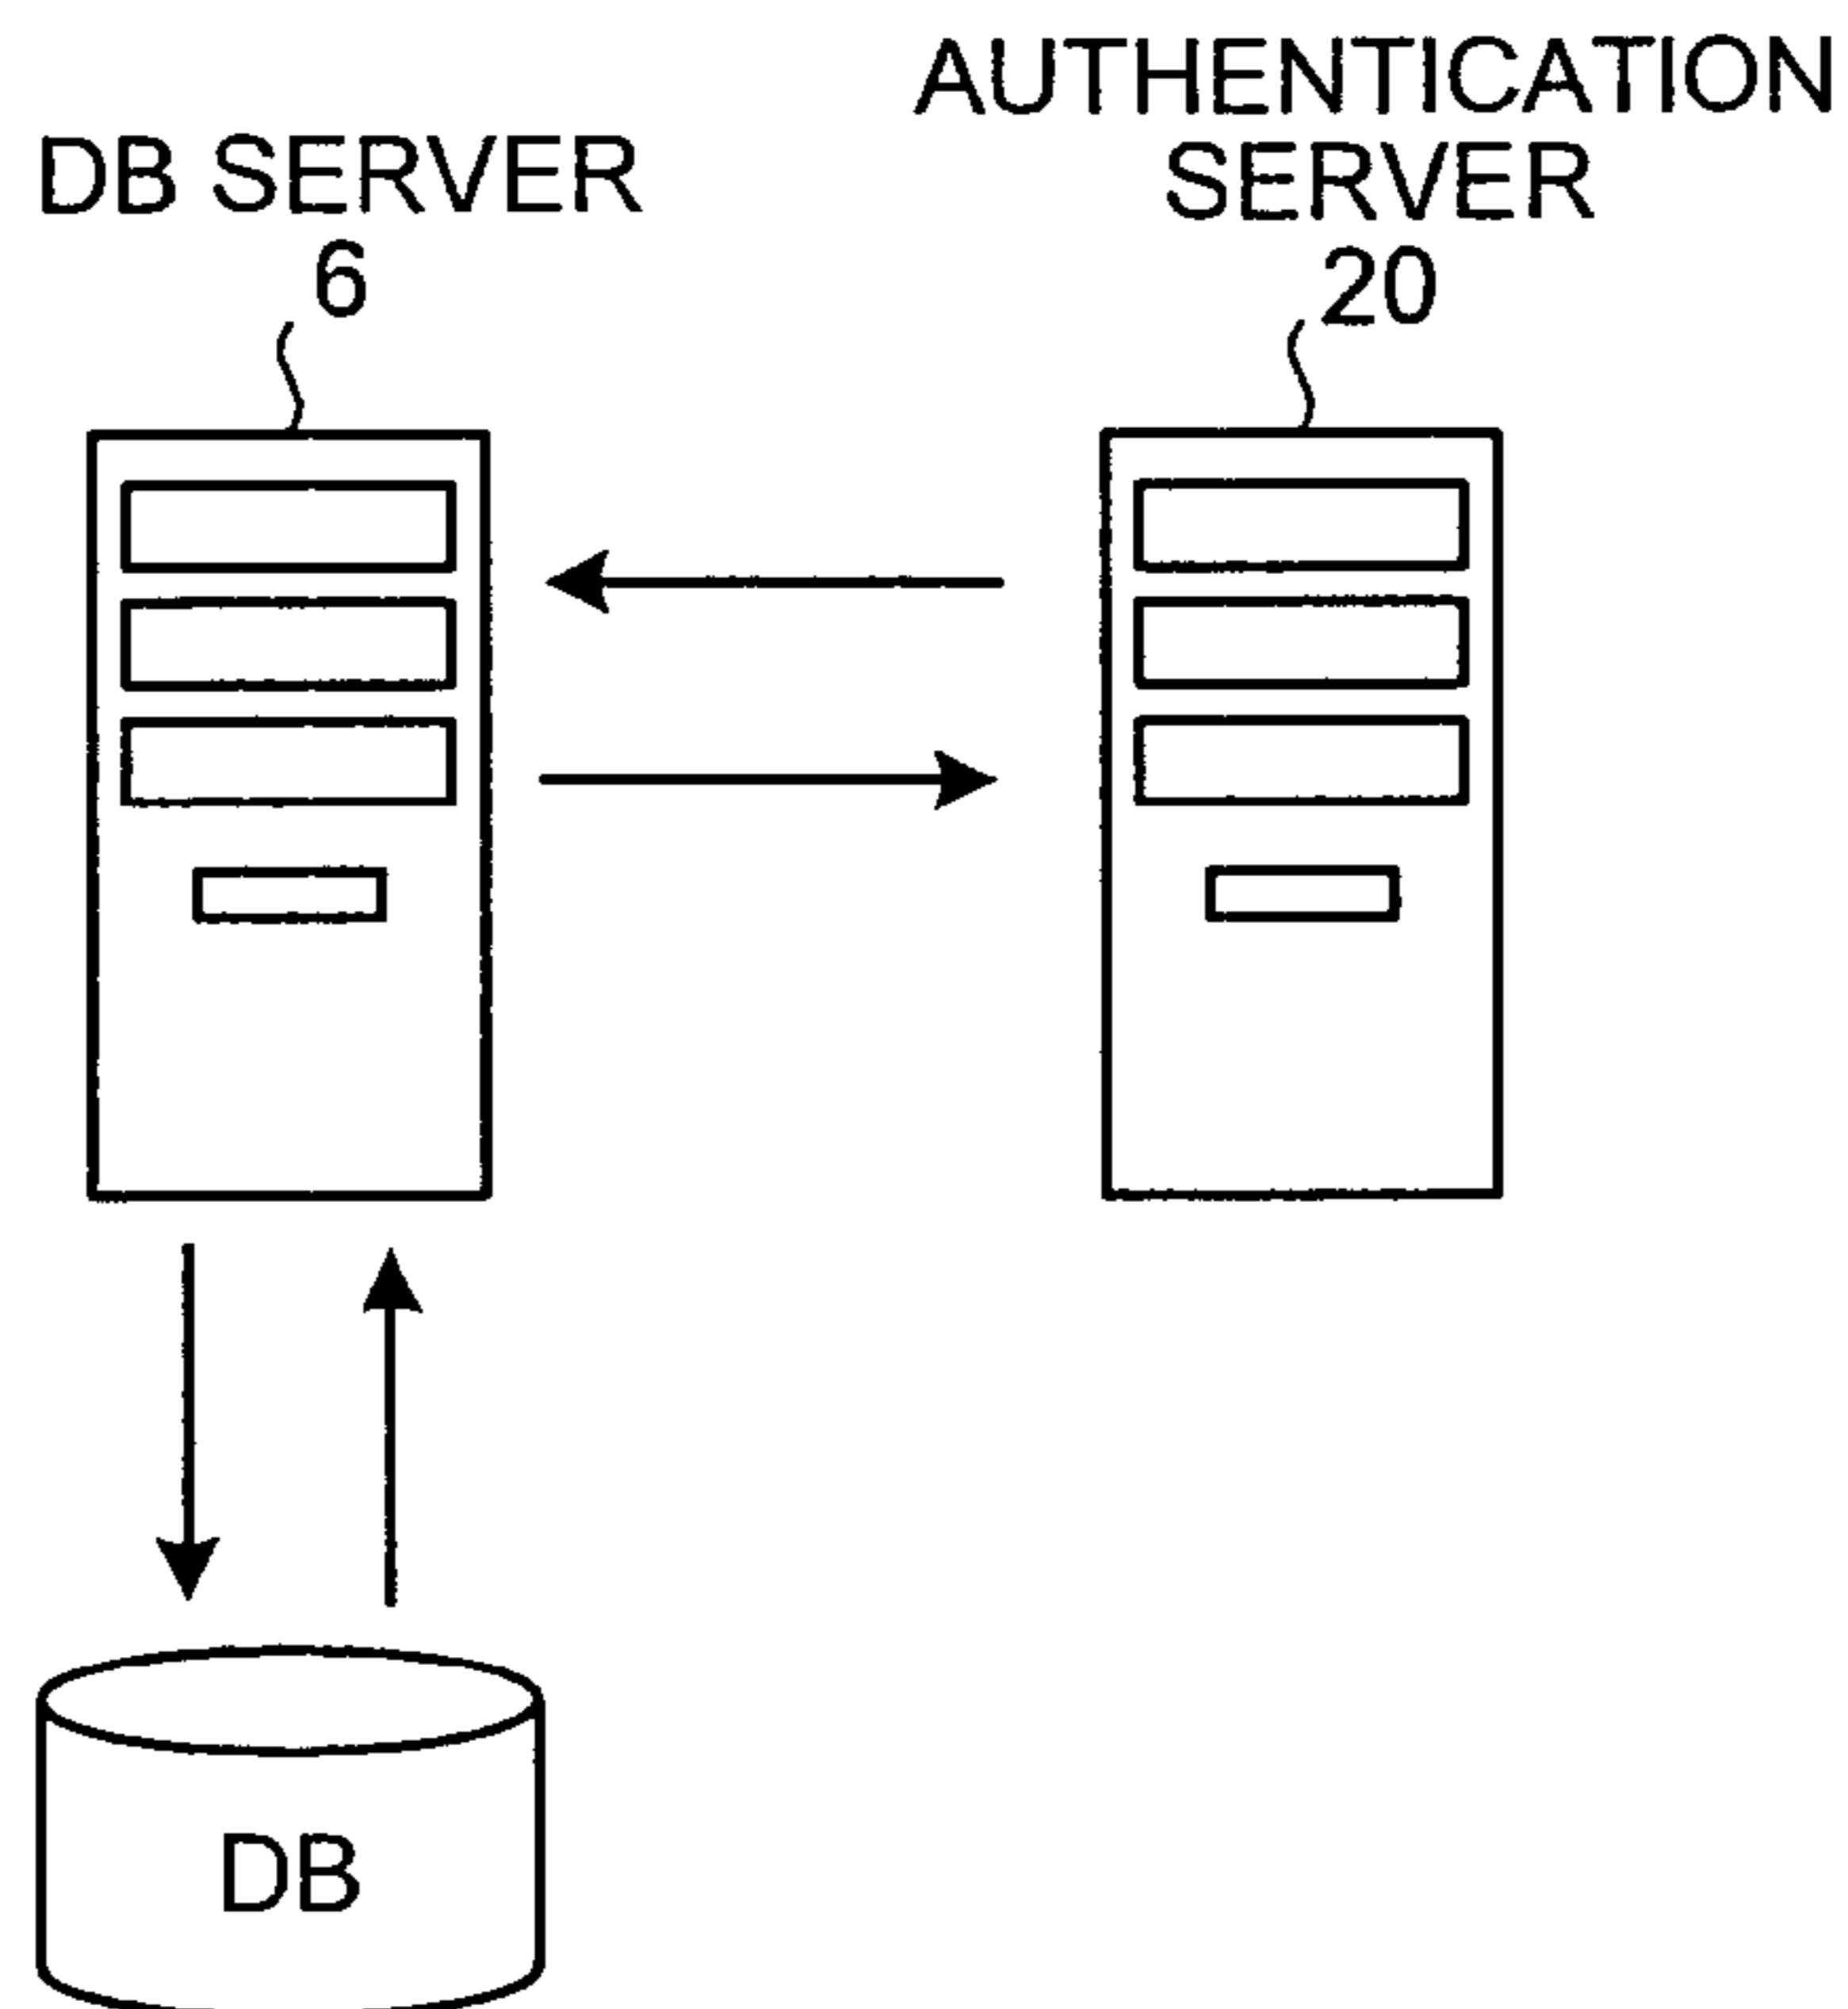 DB SERVER
6
AUTHENTICATION
SERVER
20
DB